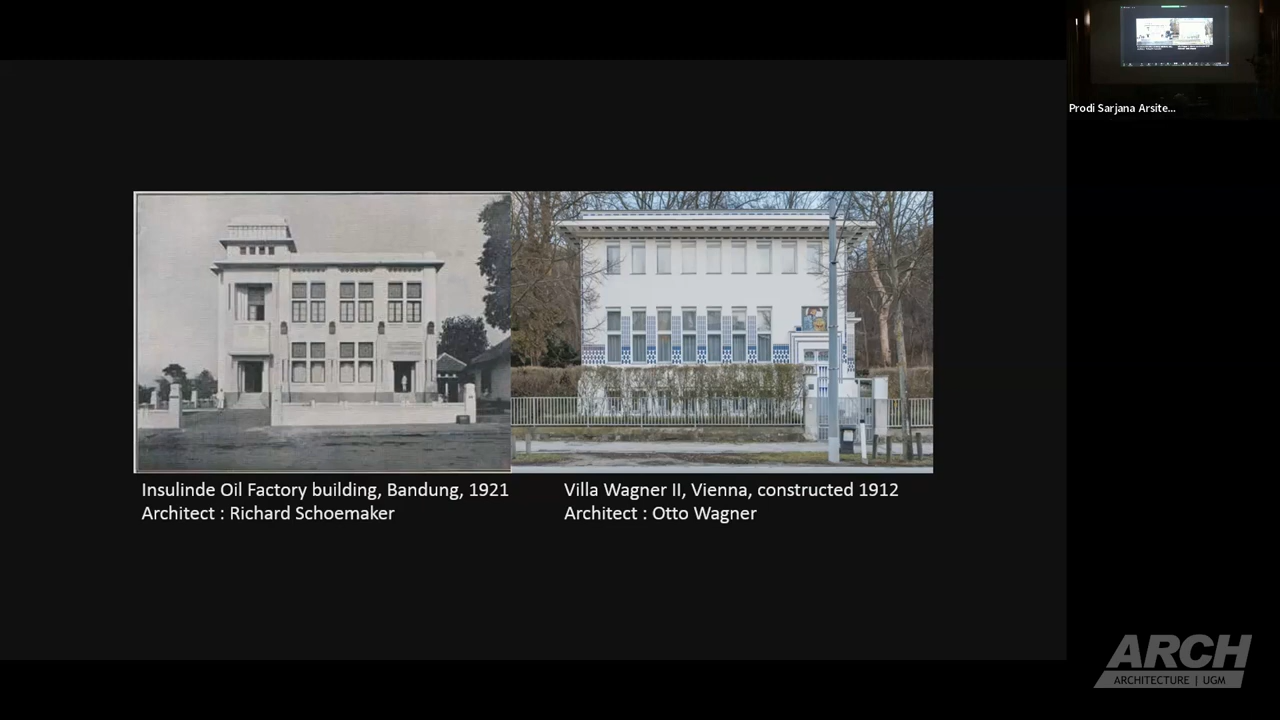 Prodi Sarjana Arsite...
Insulinde Oil Factory building, Bandung, 1921
Architect : Richard Schoemaker
Villa Wagner II, Vienna, constructed 1912
Architect : Otto Wagner
ARCH
ARCHITECTURE | UGM